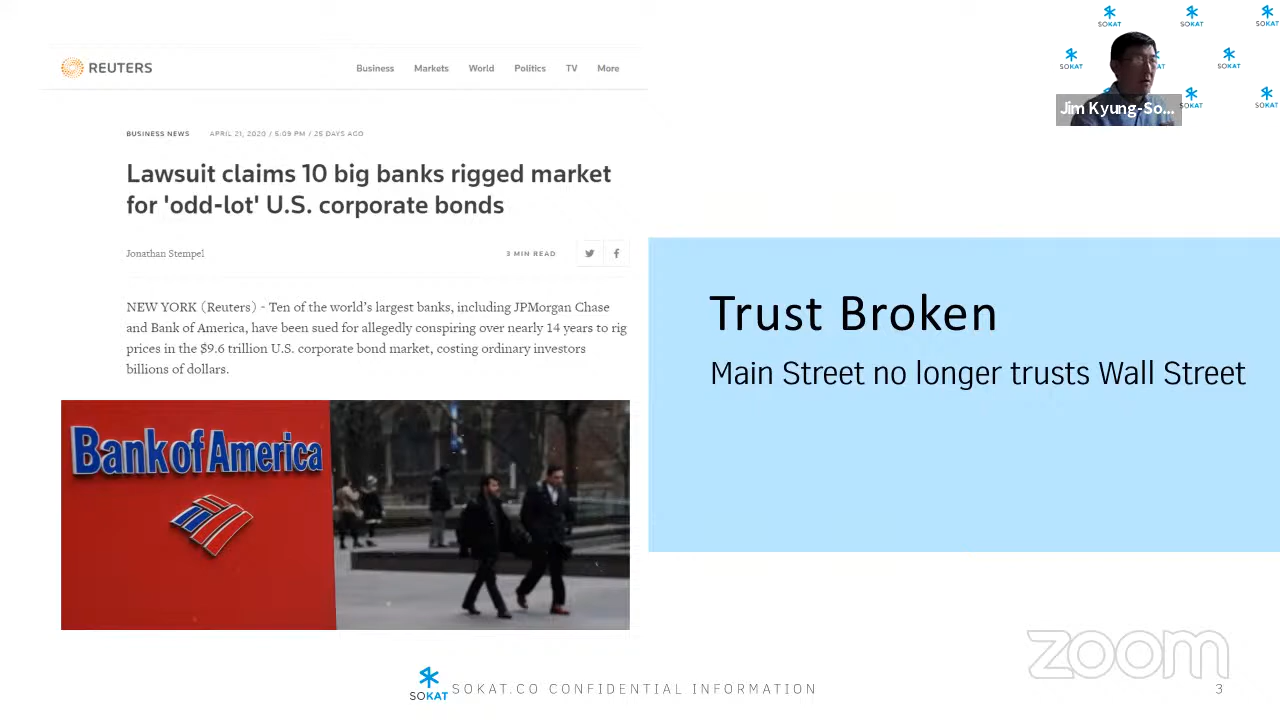 REUTERS
Business Markets World Politics TV More
BUSINESS NEWS APRIL 21, 2020 / 5:09 PM / 25 DAYS AGO
Lawsuit claims 10 big banks rigged market
for 'odd-lot' U.S. corporate bonds
Jonathan Stempel
3 MIN READ
NEW YORK (Reuters) - Ten of the world's largest banks, including JPMorgan Chase
and Bank of America, have been sued for allegedly conspiring over nearly 14 years to rig
prices in the $9.6 trillion U.S. corporate bond market, costing ordinary investors
billions of dollars.
Bank of America
SOKAT SOKAT SOKAT
SOKAT SOKAT SOKAT
SOKAT SOKAT
Jim Kyung-So...
Trust Broken
Main Street no longer trusts Wall Street
zoom
SOKAT SOKAT.CO CONFIDENTIAL INFORMATION
3